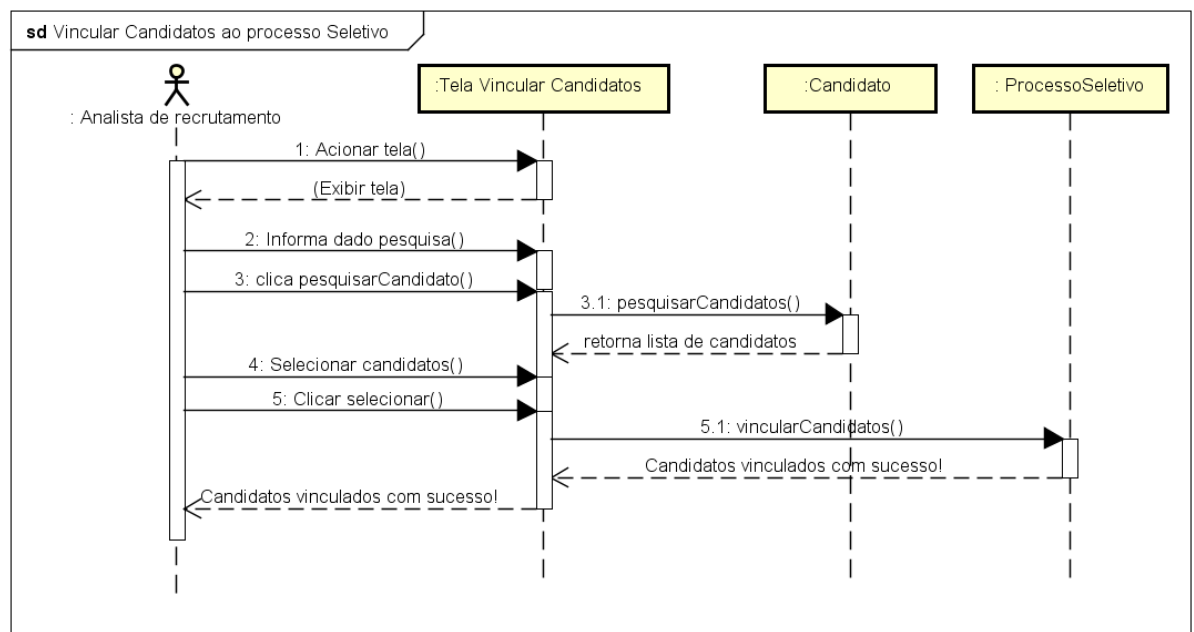 sd Vincular Candidatos ao processo Seletivo
: Analista de recrutamento
:Tela Vincular Candidatos
:Candidato
: ProcessoSeletivo
1: Acionar tela()
(Exibir tela)
2: Informa dado pesquisa()
3: clica pesquisarCandidato()
3.1: pesquisarCandidatos()
retorna lista de candidatos
4: Selecionar candidatos()
5: Clicar selecionar()
5.1: vincularCandidatos()
Candidatos vinculados com sucesso!
Candidatos vinculados com sucesso!